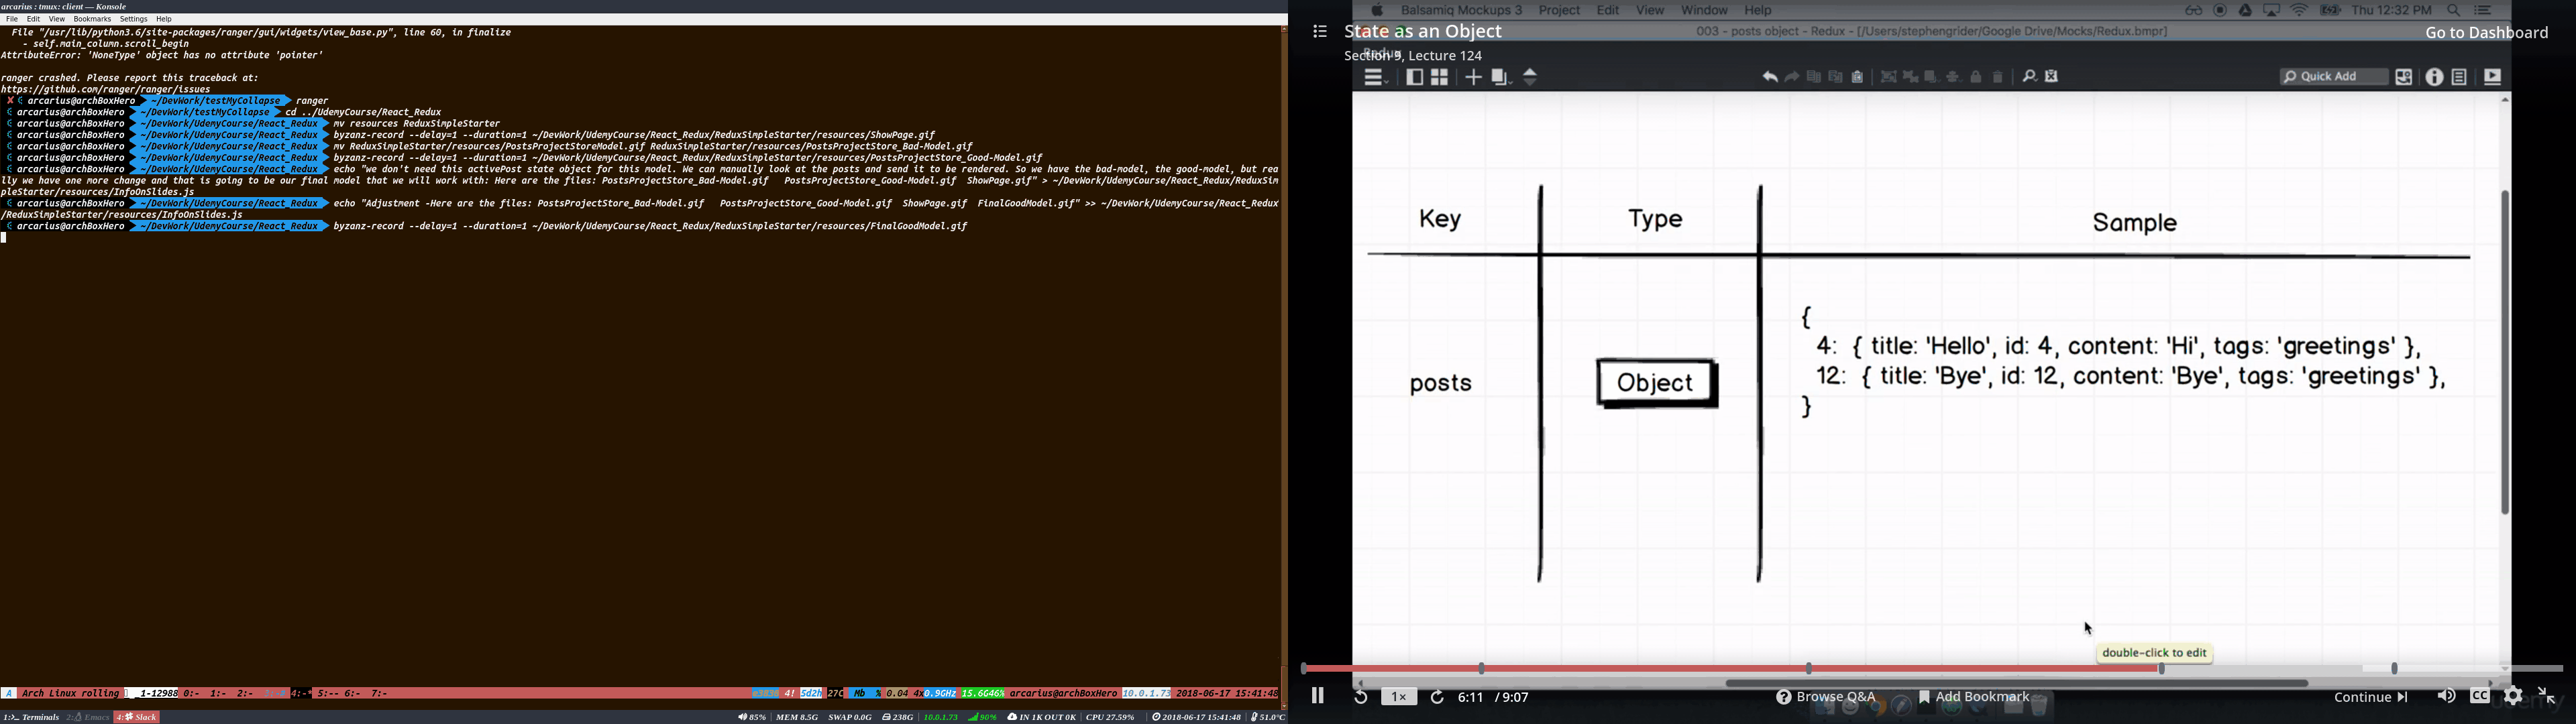 arcarius : tmux: client — Konsole
File Edit View Bookmarks Settings Help
File "/usr/lib/python3.6/site-packages/ranger/gui/widgets/view_base.py", line 60, in finalize
- self.main_column.scroll_begin
AttributeError: 'NoneType' object has no attribute 'pointer'
ranger crashed. Please report this traceback at:
https://github.com/ranger/ranger/issues
arcarius@archBoxHero ~/DevWork/testMyCollapse ranger
arcarius@archBoxHero ~/DevWork/testMyCollapse cd ../UdemyCourse/React_Redux
arcarius@archBoxHero ~/DevWork/UdemyCourse/React_Redux mv resources ReduxSimpleStarter
arcarius@archBoxHero ~/DevWork/UdemyCourse/React_Redux byzanz-record --delay=1 --duration=1 ~/DevWork/UdemyCourse/React_Redux/ReduxSimpleStarter/resources/ShowPage.gif
arcarius@archBoxHero ~/DevWork/UdemyCourse/React_Redux mv ReduxSimpleStarter/resources/PostsProjectStoreModel.gif ReduxSimpleStarter/resources/PostsProjectStore_Bad-Model.gif
arcarius@archBoxHero ~/DevWork/UdemyCourse/React_Redux byzanz-record --delay=1 --duration=1 ~/DevWork/UdemyCourse/React_Redux/ReduxSimpleStarter/resources/PostsProjectStore_Good-Model.gif
arcarius@archBoxHero ~/DevWork/UdemyCourse/React_Redux echo "we don't need this activePost state object for this model. We can manually look at the posts and send it to be rendered. So we have the bad-model, the good-model, but rea
lly we have one more change and that is going to be our final model that we will work with: Here are the files: PostsProjectStore_Bad-Model.gif PostsProjectStore_Good-Model.gif ShowPage.gif" > ~/DevWork/UdemyCourse/React_Redux/ReduxSim
pleStarter/resources/InfoOnSlides.js
arcarius@archBoxHero ~/DevWork/UdemyCourse/React_Redux echo "Adjustment -Here are the files: PostsProjectStore_Bad-Model.gif PostsProjectStore_Good-Model.gif ShowPage.gif FinalGoodModel.gif" >> ~/DevWork/UdemyCourse/React_Redux
/ReduxSimpleStarter/resources/InfoOnSlides.js
arcarius@archBoxHero ~/DevWork/UdemyCourse/React_Redux byzanz-record --delay=1 --duration=1 ~/DevWork/UdemyCourse/React_Redux/ReduxSimpleStarter/resources/FinalGoodModel.gif
A Arch Linux rolling 1-12988 0:- 1:- 2:- 4:-* 5:-- 6:- 7:- 4! 5d2h 27C Mb % 0.04 4x0.9GHz 15.6G46% arcarius@archBoxHero 10.0.1.73 2018-06-17 15:41:48
1: Terminals 2: Emacs 4: Slack 85% MEM 8.5G SWAP 0.0G 238G 10.0.1.73 90% IN 1K OUT 0K CPU 27.59% 2018-06-17 15:41:48 51.0°C
Balsamiq Mockups 3 Project Edit View Window Help Thu 12:32 PM
State as an Object
003 - posts object - Redux - [/Users/stephengrider/Google Drive/Mocks/Redux.bmpr]
Go to Dashboard
Redux
Section 9, Lecture 124
Quick Add
Key Type Sample
{
4: { title: 'Hello', id: 4, content: 'Hi', tags: 'greetings' },
posts Object 12: { title: 'Bye', id: 12, content: 'Bye', tags: 'greetings' },
}
double-click to edit
1× 6:11 / 9:07 Browse Q&A Add Bookmark Continue CC